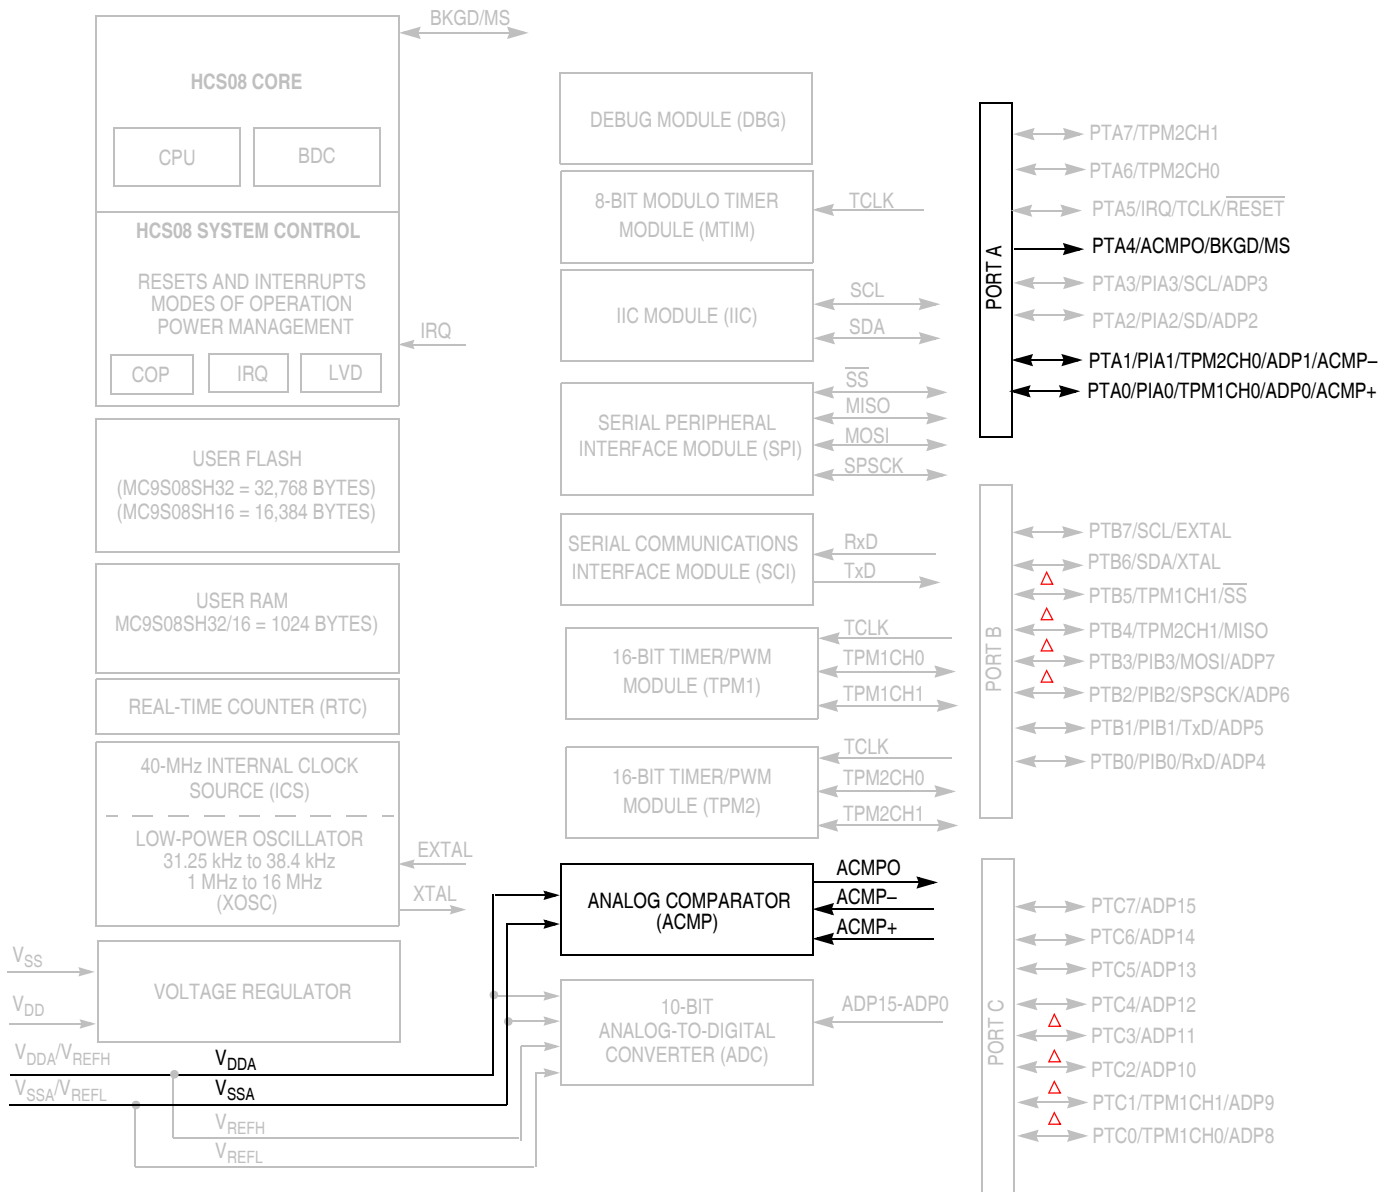 BKGD/MS
HCS08 CORE
CPU
BDC
HCS08 SYSTEM CONTROL
RESETS AND INTERRUPTS
MODES OF OPERATION
POWER MANAGEMENT
IRQ
COP
IRQ
LVD
USER FLASH
(MC9S08SH32 = 32,768 BYTES)
(MC9S08SH16 = 16,384 BYTES)
USER RAM
MC9S08SH32/16 = 1024 BYTES)
REAL-TIME COUNTER (RTC)
40-MHz INTERNAL CLOCK
SOURCE (ICS)
LOW-POWER OSCILLATOR
31.25 kHz to 38.4 kHz
1 MHz to 16 MHz
(XOSC)
EXTAL
XTAL
VSS
VDD
VOLTAGE REGULATOR
VDDA/VREFH
VDDA
VSSA/VREFL
VSSA
VREFH
VREFL
DEBUG MODULE (DBG)
8-BIT MODULO TIMER
MODULE (MTIM)
TCLK
IIC MODULE (IIC)
SCL
SDA
SERIAL PERIPHERAL
INTERFACE MODULE (SPI)
SS
MISO
MOSI
SPSCK
SERIAL COMMUNICATIONS
INTERFACE MODULE (SCI)
RxD
TxD
16-BIT TIMER/PWM
MODULE (TPM1)
TCLK
TPM1CH0
TPM1CH1
16-BIT TIMER/PWM
MODULE (TPM2)
TCLK
TPM2CH0
TPM2CH1
ANALOG COMPARATOR
(ACMP)
ACMPO
ACMP–
ACMP+
10-BIT
ANALOG-TO-DIGITAL
CONVERTER (ADC)
ADP15-ADP0
PORT A
PTA7/TPM2CH1
PTA6/TPM2CH0
PTA5/IRQ/TCLK/RESET
PTA4/ACMPO/BKGD/MS
PTA3/PIA3/SCL/ADP3
PTA2/PIA2/SD/ADP2
PTA1/PIA1/TPM2CH0/ADP1/ACMP–
PTA0/PIA0/TPM1CH0/ADP0/ACMP+
PORT B
PTB7/SCL/EXTAL
PTB6/SDA/XTAL
PTB5/TPM1CH1/SS
PTB4/TPM2CH1/MISO
PTB3/PIB3/MOSI/ADP7
PTB2/PIB2/SPSCK/ADP6
PTB1/PIB1/TxD/ADP5
PTB0/PIB0/RxD/ADP4
PORT C
PTC7/ADP15
PTC6/ADP14
PTC5/ADP13
PTC4/ADP12
PTC3/ADP11
PTC2/ADP10
PTC1/TPM1CH1/ADP9
PTC0/TPM1CH0/ADP8